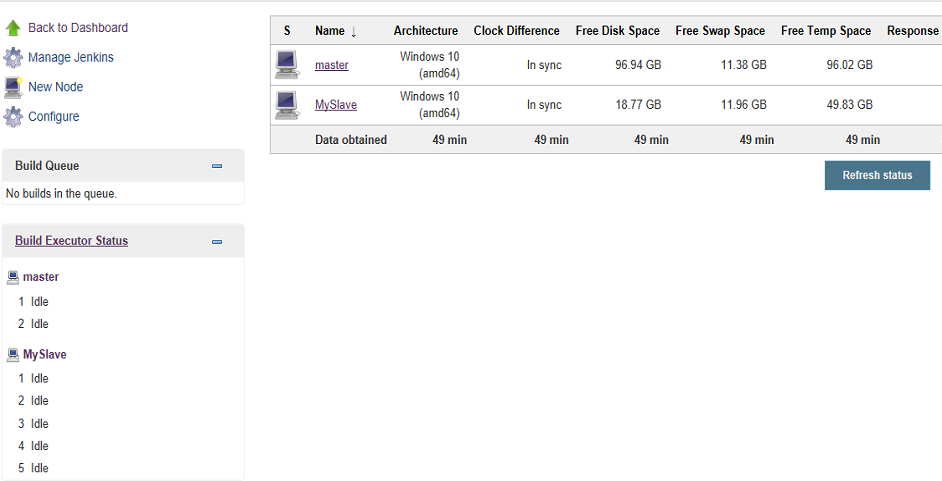 Back to Dashboard
Manage Jenkins
New Node
Configure
Build Queue
No builds in the queue.
Build Executor Status
master
1 Idle
2 Idle
MySlave
1 Idle
2 Idle
3 Idle
4 Idle
5 Idle
S Name ↓ Architecture Clock Difference Free Disk Space Free Swap Space Free Temp Space Response
master Windows 10 (amd64) In sync 96.94 GB 11.38 GB 96.02 GB
MySlave Windows 10 (amd64) In sync 18.77 GB 11.96 GB 49.83 GB
Data obtained 49 min 49 min 49 min 49 min 49 min
Refresh status